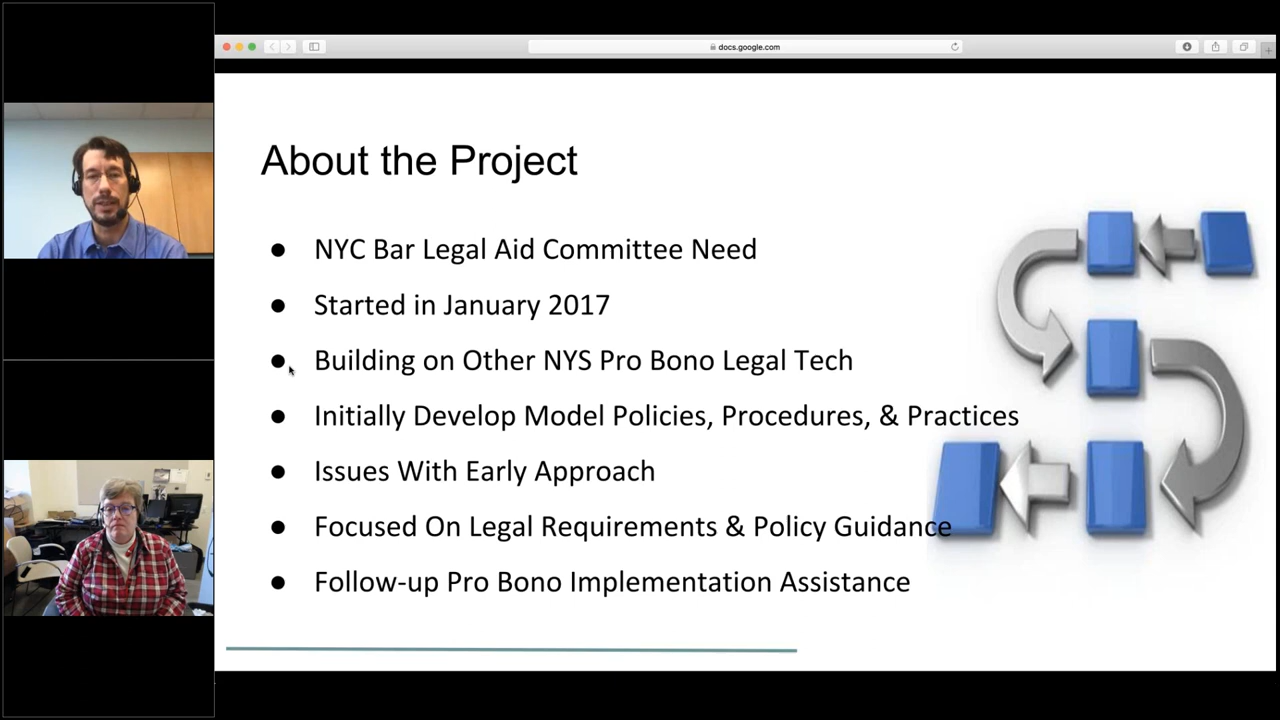 docs.google.com
About the Project
● NYC Bar Legal Aid Committee Need
● Started in January 2017
● Building on Other NYS Pro Bono Legal Tech
● Initially Develop Model Policies, Procedures, & Practices
● Issues With Early Approach
● Focused On Legal Requirements & Policy Guidance
● Follow-up Pro Bono Implementation Assistance